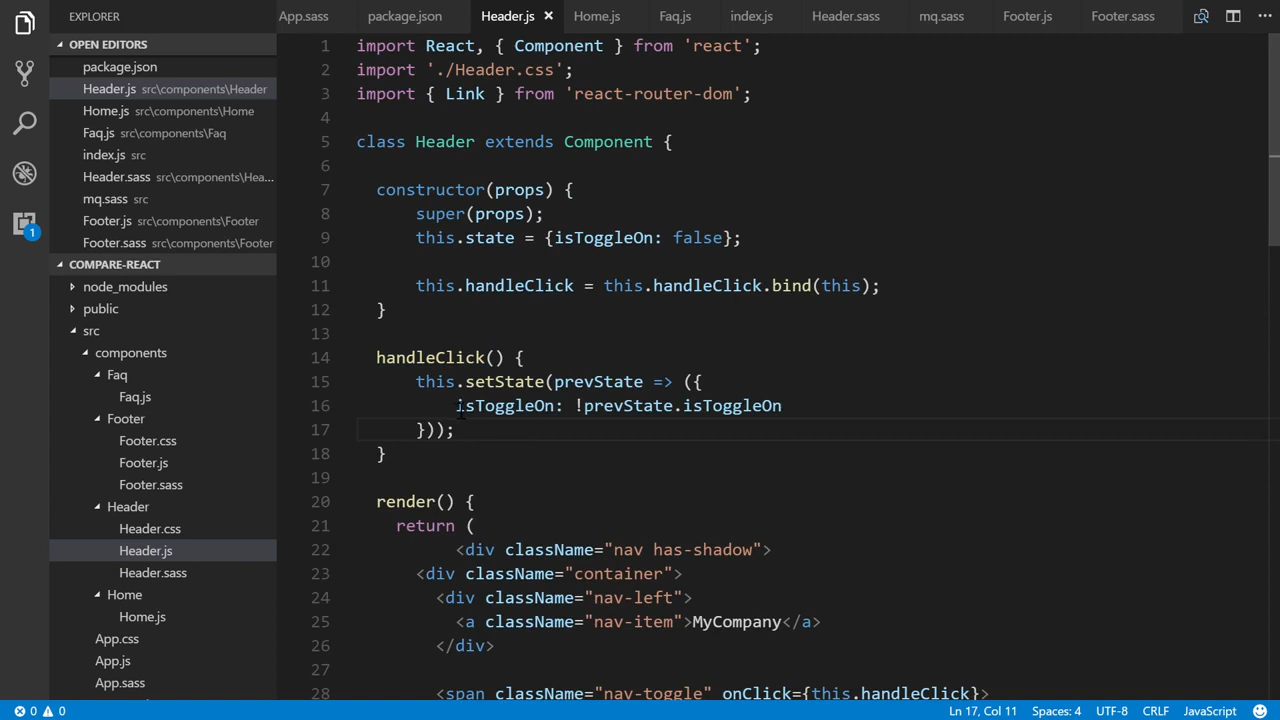 EXPLORER
OPEN EDITORS
package.json
Header.js src\components\Header
Home.js src\components\Home
Faq.js src\components\Faq
index.js src
Header.sass src\components\Hea...
mq.sass src
Footer.js src\components\Footer
Footer.sass src\components\Footer
COMPARE-REACT
node_modules
public
src
components
Faq
Faq.js
Footer
Footer.css
Footer.js
Footer.sass
Header
Header.css
Header.js
Header.sass
Home
Home.js
App.css
App.js
App.sass
1
App.sass package.json Header.js × Home.js Faq.js index.js Header.sass mq.sass Footer.js Footer.sass
1 import React, { Component } from 'react';
2 import './Header.css';
3 import { Link } from 'react-router-dom';
4
5 class Header extends Component {
6
7 constructor(props) {
8 super(props);
9 this.state = {isToggleOn: false};
10
11 this.handleClick = this.handleClick.bind(this);
12 }
13
14 handleClick() {
15 this.setState(prevState => ({
16 isToggleOn: !prevState.isToggleOn
17 }));
18 }
19
20 render() {
21 return (
22 <div className="nav has-shadow">
23 <div className="container">
24 <div className="nav-left">
25 <a className="nav-item">MyCompany</a>
26 </div>
27
28 <span className="nav-toggle" onClick={this.handleClick}>
0 0 Ln 17, Col 11 Spaces: 4 UTF-8 CRLF JavaScript